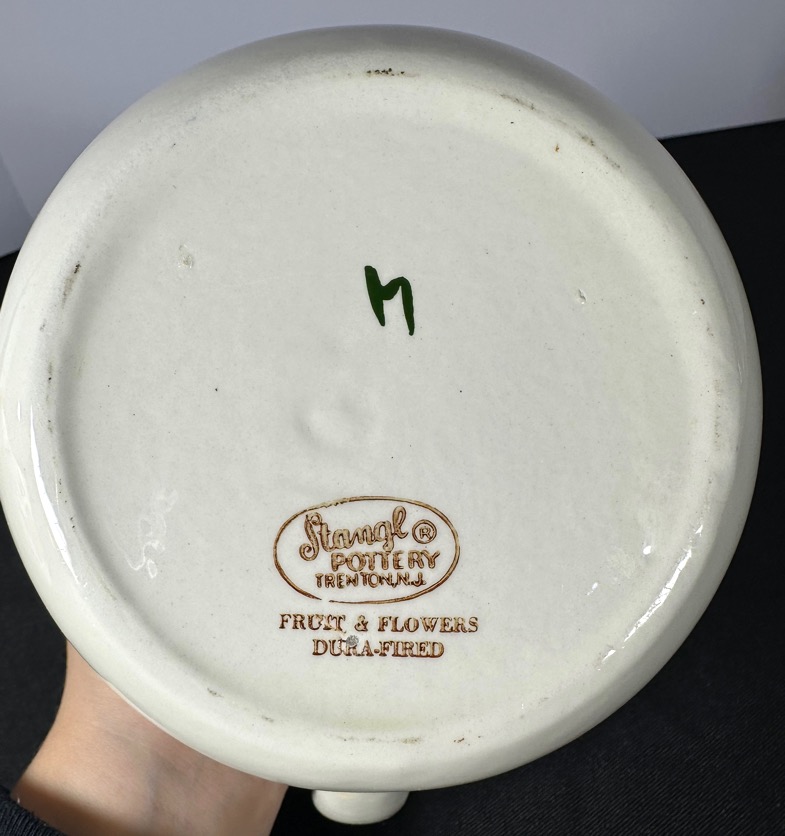 M
Stangl ®
POTTERY
TRENTON, N.J.
FRUIT & FLOWERS
DURA-FIRED